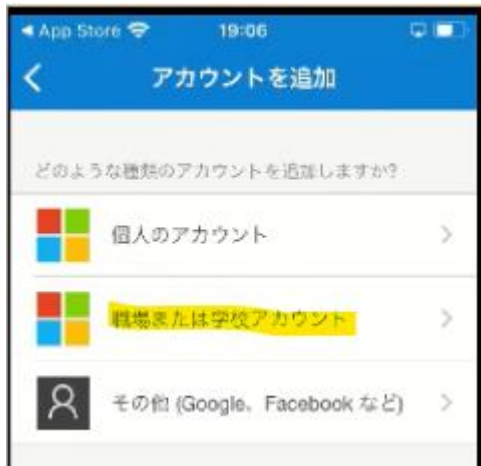 App Store 19:06
アカウントを追加
どのような種類のアカウントを追加しますか?
個人のアカウント
職場または学校アカウント
その他 (Google、Facebook など)